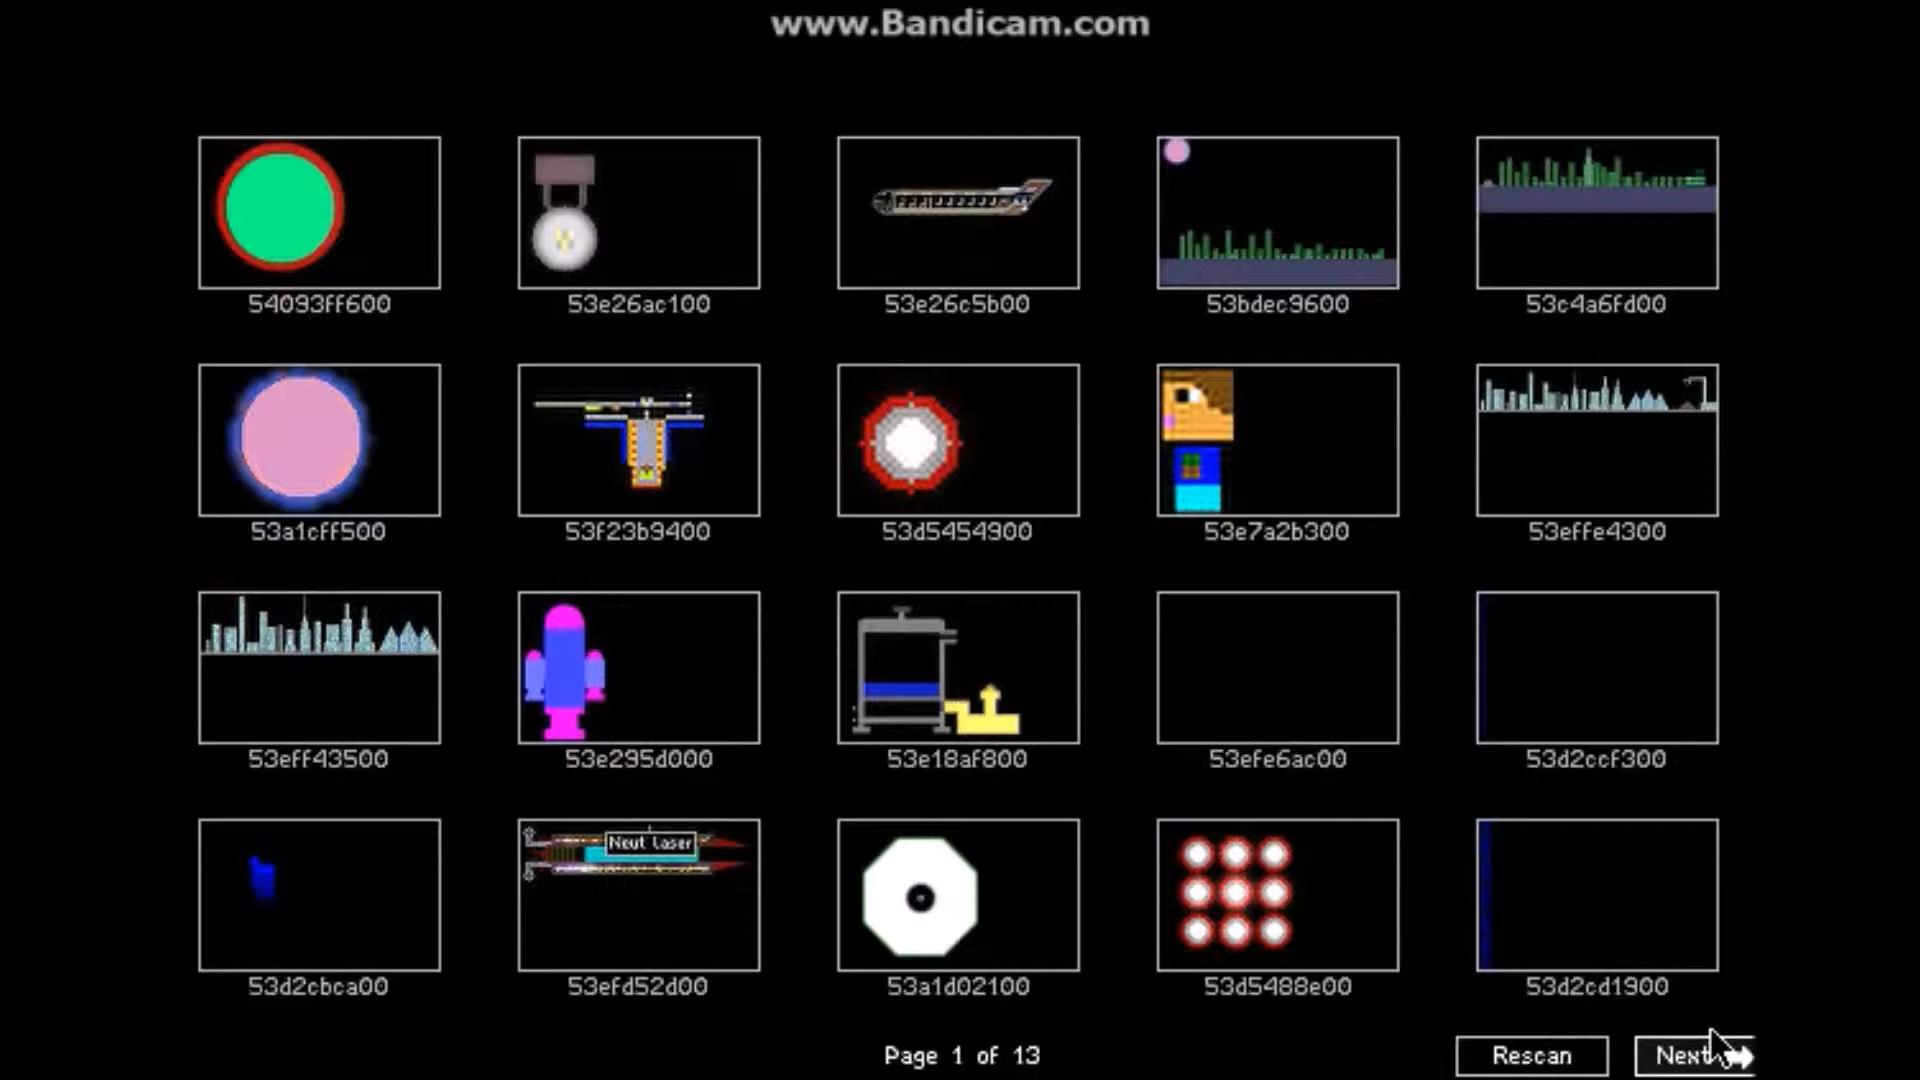 www.Bandicam.com
54093ff600 53e26ac100 53e26c5b00 53bdec9600 53c4a6fd00
53a1cff500 53f23b9400 53d5454900 53e7a2b300 53effe4300
Neut laser
53eff43500 53e295d000 53e18af800 53efe6ac00 53d2ccf300
53d2cbca00 53efd52d00 53a1d02100 53d5488e00 53d2cd1900
Page 1 of 13 Rescan Next